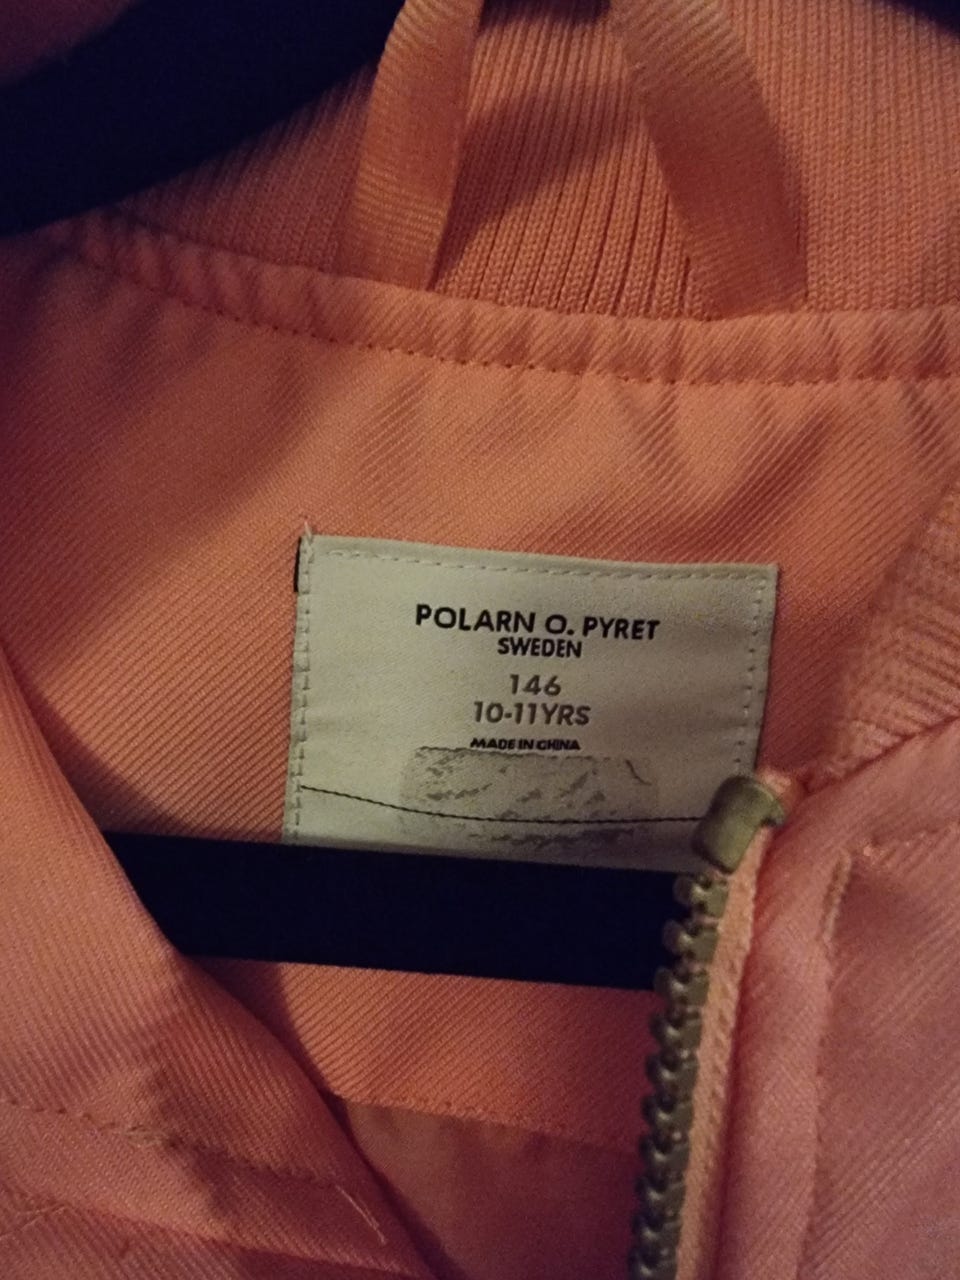 POLARN O. PYRET
SWEDEN
146
10-11YRS
MADE IN CHINA